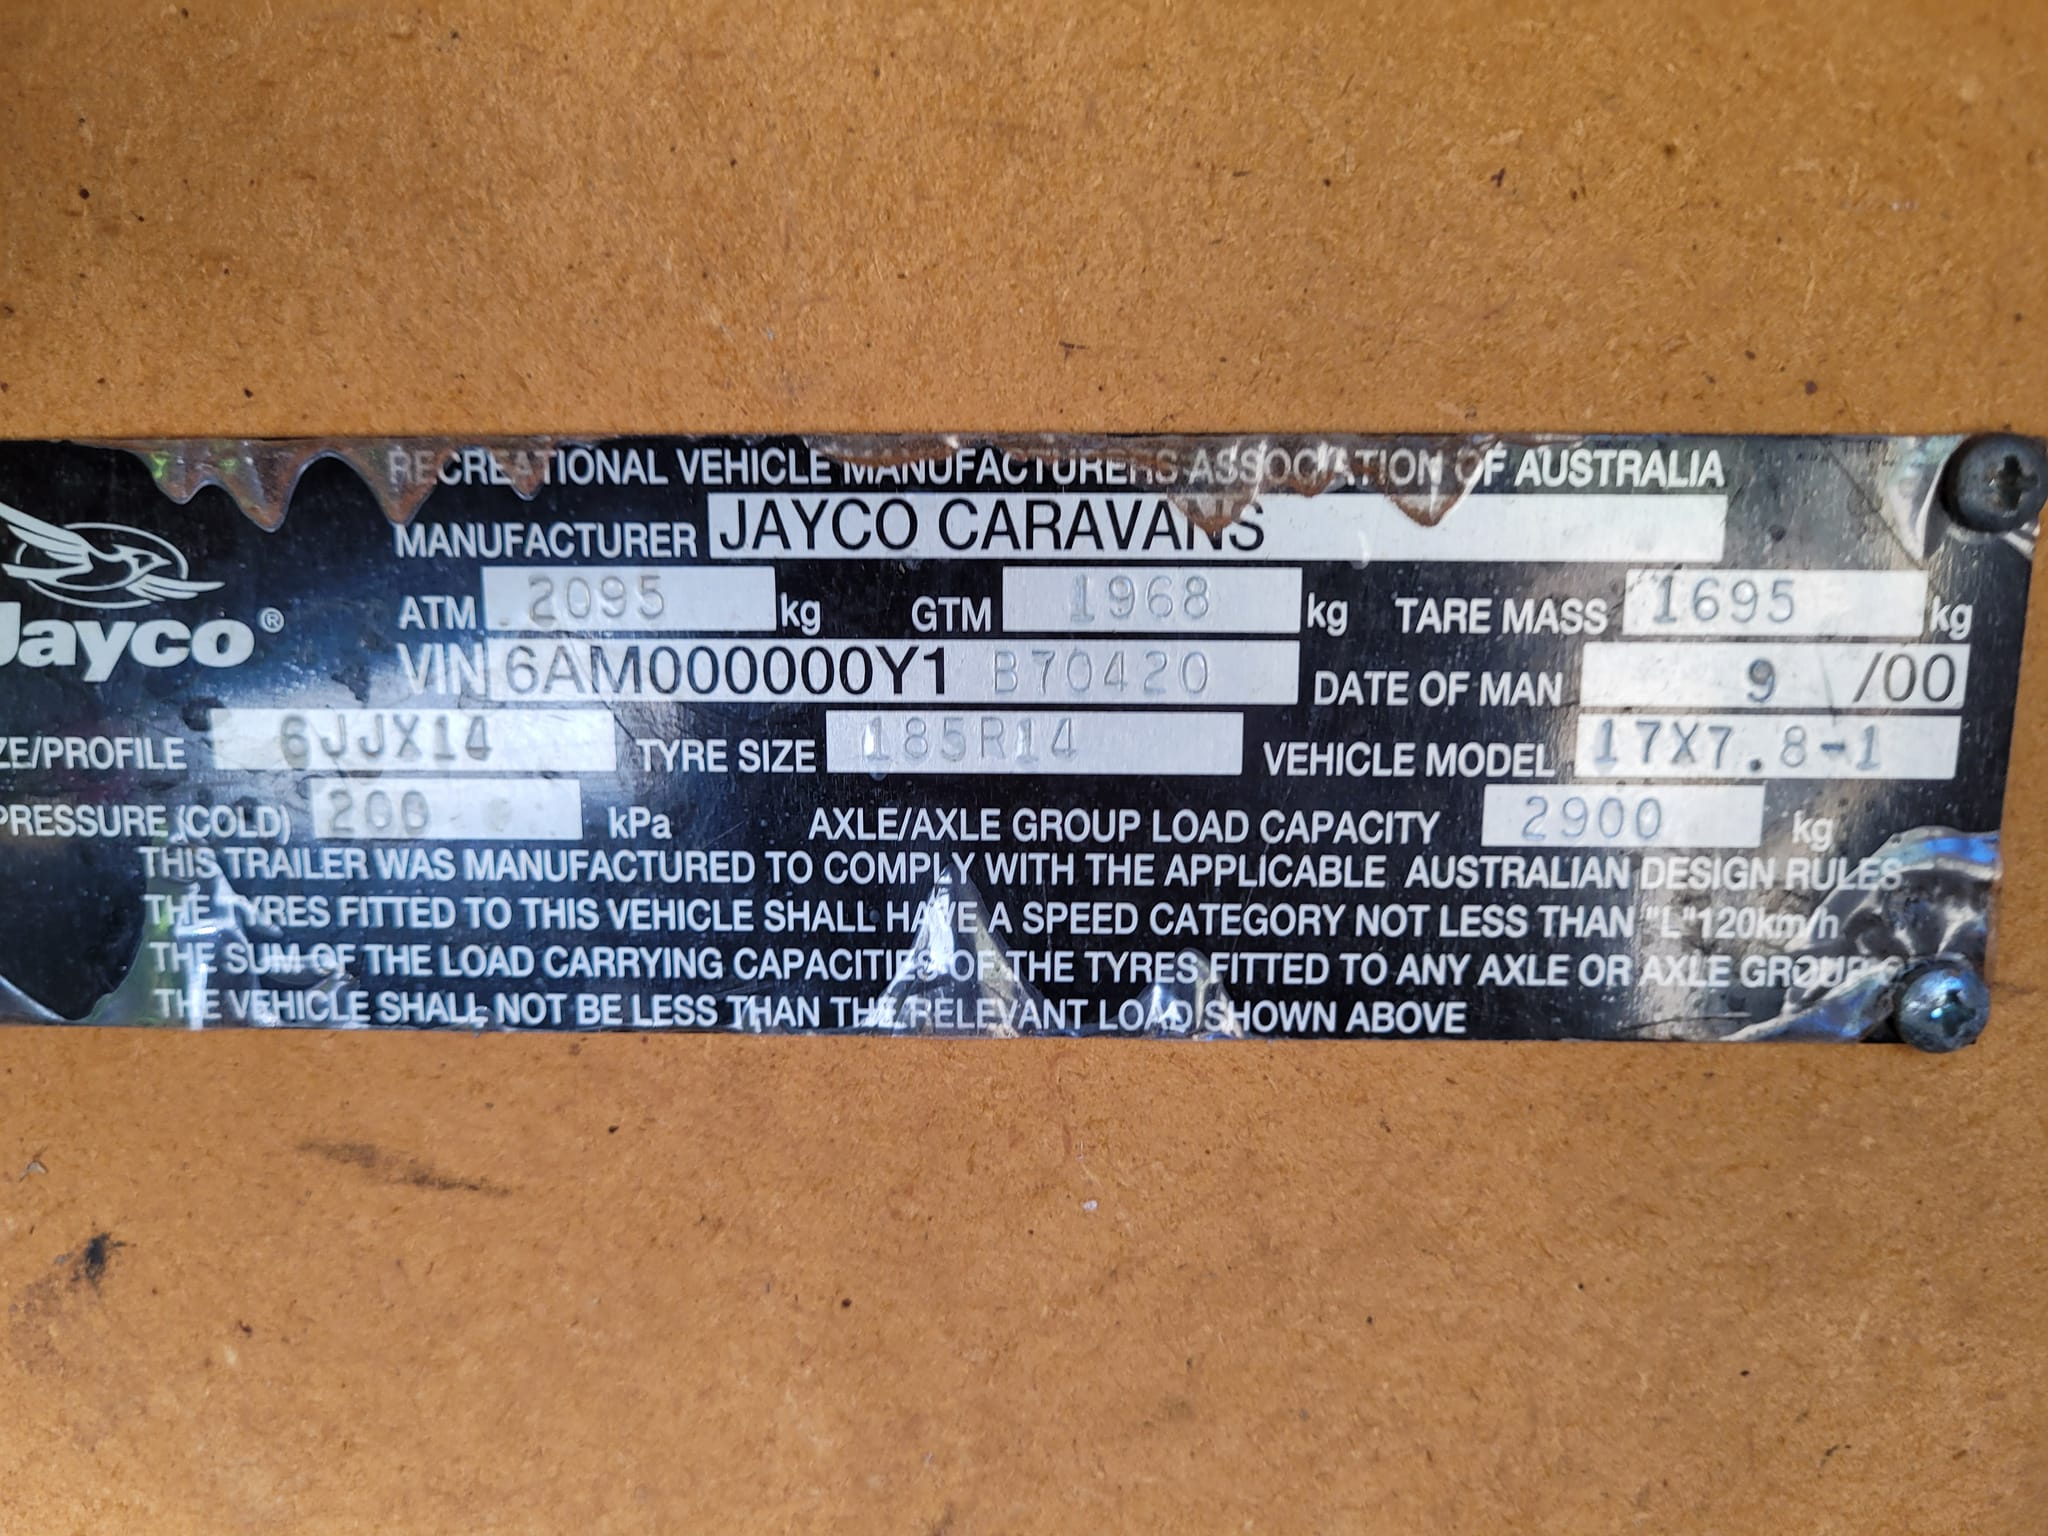 RECREATIONAL VEHICLE MANUFACTURERS ASSOCIATION OF AUSTRALIA
MANUFACTURER JAYCO CARAVANS
Jayco®
ATM 2095 kg GTM 1968 kg TARE MASS 1695 kg
VIN 6AM000000Y1 B70420 DATE OF MAN 9 /00
ZE/PROFILE 6JJX14 TYRE SIZE 185R14 VEHICLE MODEL 17X7.8-1
PRESSURE (COLD) 200 kPa AXLE/AXLE GROUP LOAD CAPACITY 2900 kg
THIS TRAILER WAS MANUFACTURED TO COMPLY WITH THE APPLICABLE AUSTRALIAN DESIGN RULES
THE TYRES FITTED TO THIS VEHICLE SHALL HAVE A SPEED CATEGORY NOT LESS THAN "L" 120km/h
THE SUM OF THE LOAD CARRYING CAPACITIES OF THE TYRES FITTED TO ANY AXLE OR AXLE GROUP
THE VEHICLE SHALL NOT BE LESS THAN THE RELEVANT LOAD SHOWN ABOVE